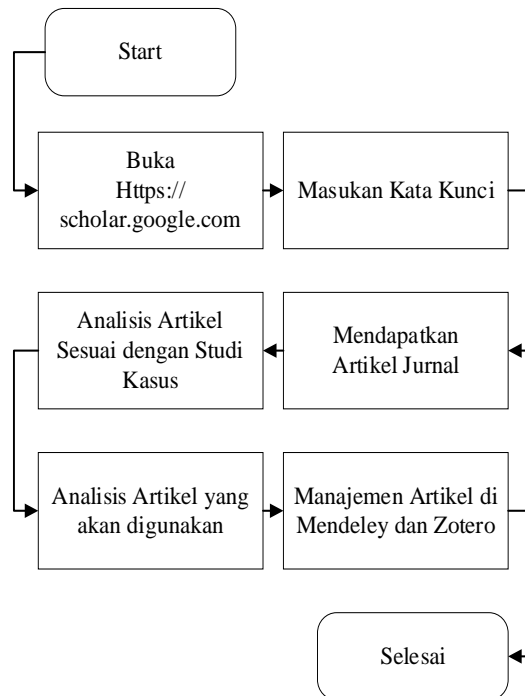 Start
Buka
Https://
scholar.google.com
Masukan Kata Kunci
Mendapatkan
Artikel Jurnal
Analisis Artikel
Sesuai dengan Studi
Kasus
Analisis Artikel yang
akan digunakan
Manajemen Artikel di
Mendeley dan Zotero
Selesai